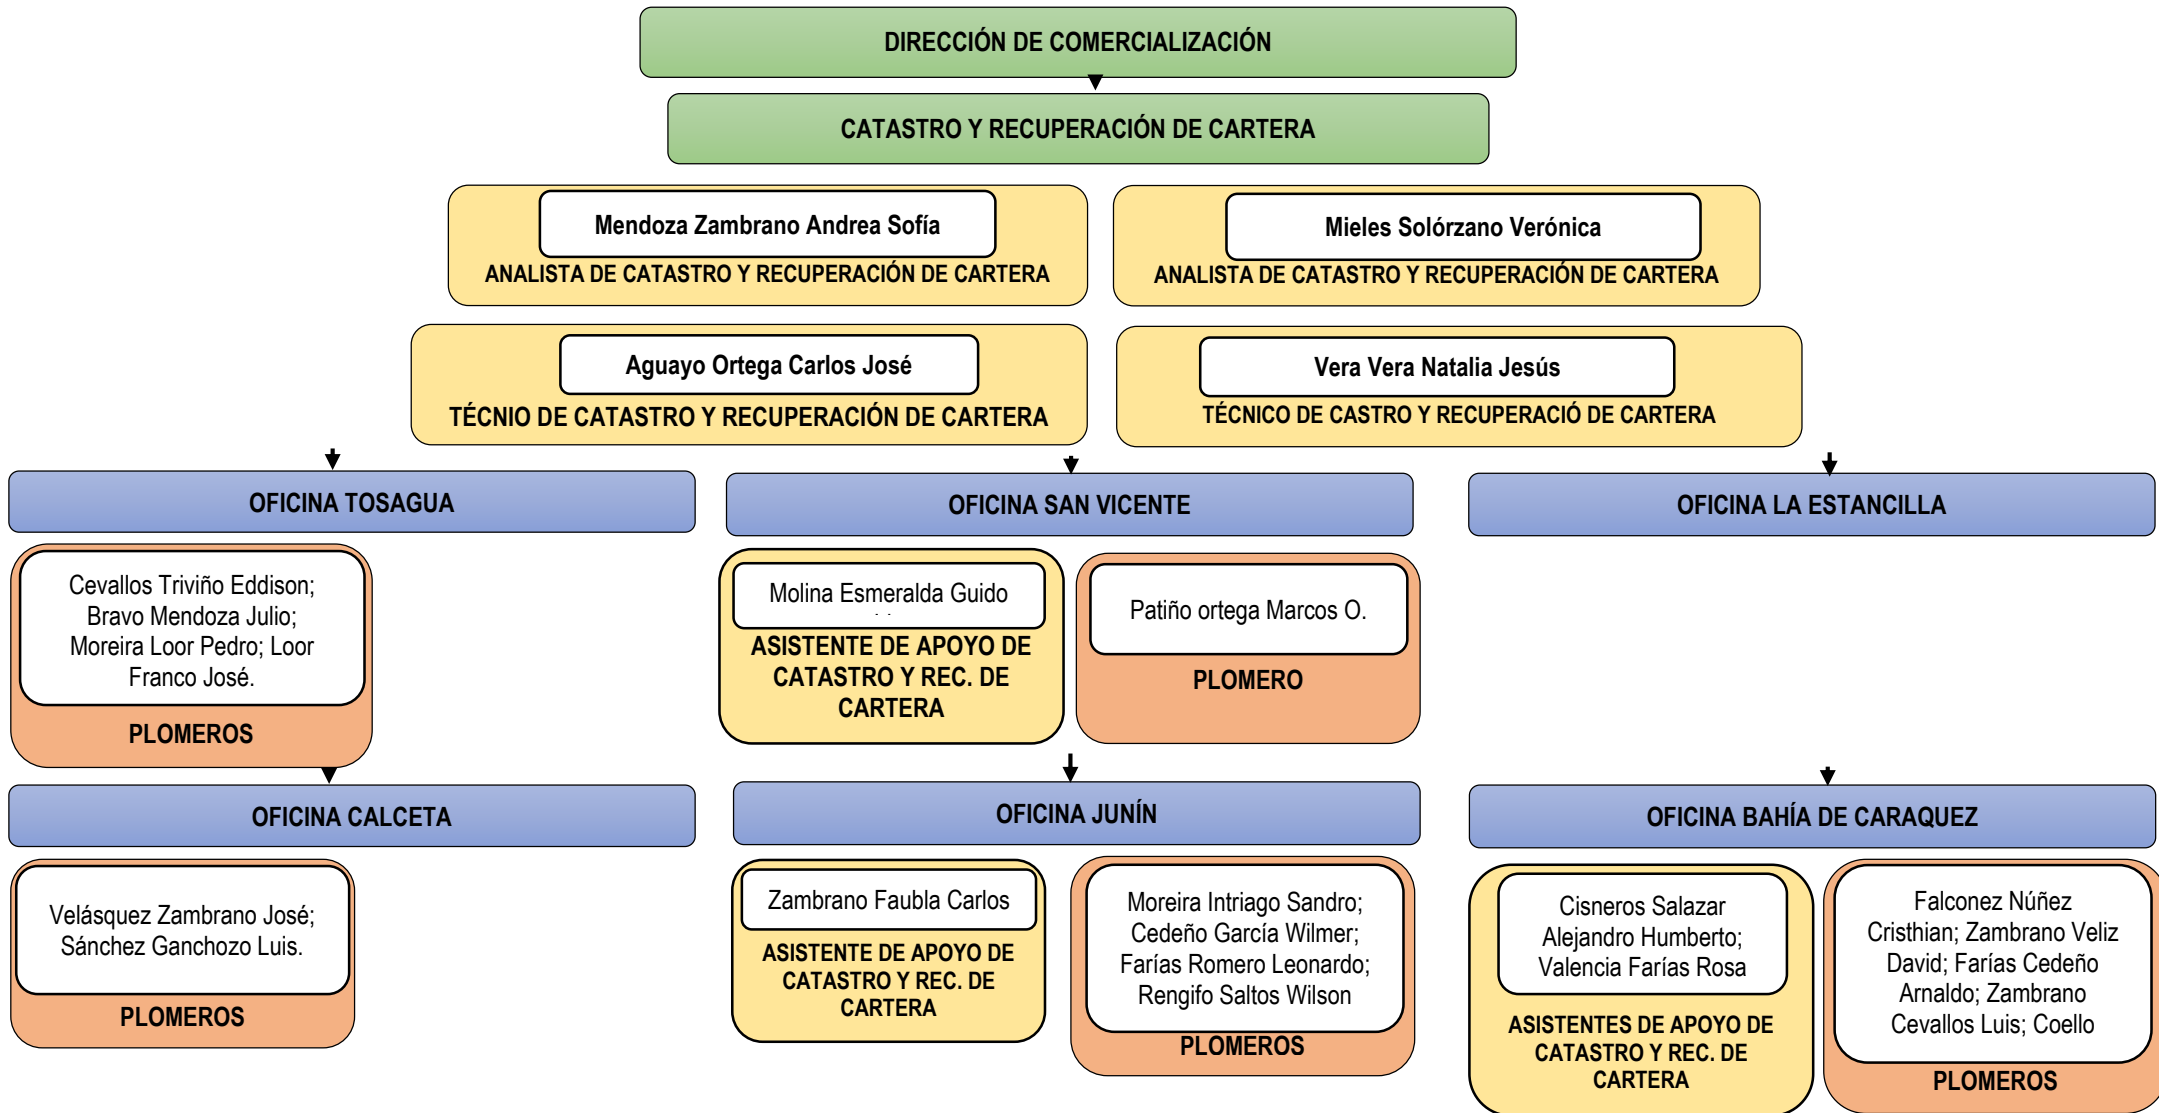 DIRECCIÓN DE COMERCIALIZACIÓN
CATASTRO Y RECUPERACIÓN DE CARTERA
Mendoza Zambrano Andrea Sofía
ANALISTA DE CATASTRO Y RECUPERACIÓN DE CARTERA
Mieles Solórzano Verónica
ANALISTA DE CATASTRO Y RECUPERACIÓN DE CARTERA
Aguayo Ortega Carlos José
TÉCNIO DE CATASTRO Y RECUPERACIÓN DE CARTERA
Vera Vera Natalia Jesús
TÉCNICO DE CASTRO Y RECUPERACIÓ DE CARTERA
OFICINA TOSAGUA
Cevallos Triviño Eddison;
Bravo Mendoza Julio;
Moreira Loor Pedro; Loor
Franco José.
PLOMEROS
OFICINA SAN VICENTE
Molina Esmeralda Guido
ASISTENTE DE APOYO DE
CATASTRO Y REC. DE
CARTERA
Patiño ortega Marcos O.
PLOMERO
OFICINA LA ESTANCILLA
OFICINA CALCETA
Velásquez Zambrano José;
Sánchez Ganchozo Luis.
PLOMEROS
OFICINA JUNÍN
Zambrano Faubla Carlos
ASISTENTE DE APOYO DE
CATASTRO Y REC. DE
CARTERA
Moreira Intriago Sandro;
Cedeño García Wilmer;
Farías Romero Leonardo;
Rengifo Saltos Wilson
PLOMEROS
OFICINA BAHÍA DE CARAQUEZ
Cisneros Salazar
Alejandro Humberto;
Valencia Farías Rosa
ASISTENTES DE APOYO DE
CATASTRO Y REC. DE
CARTERA
Falconez Núñez
Cristhian; Zambrano Veliz
David; Farías Cedeño
Arnaldo; Zambrano
Cevallos Luis; Coello
PLOMEROS